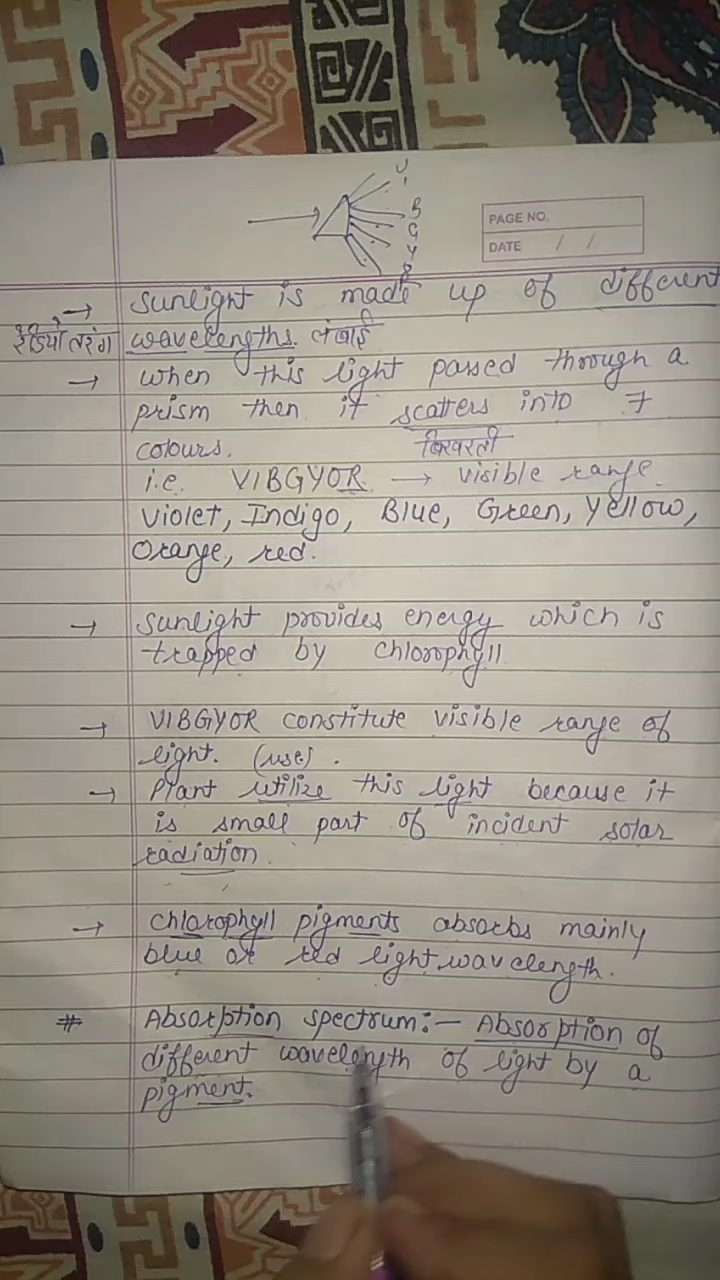 V
I
B
G
Y
R
PAGE NO.
DATE / /
→ Sunlight is made up of different
रेडियो तरंग wavelengths. लंबाई
→ when this light passed through a
prism then it scatters into 7
colours. बिखरती
i.e. VIBGYOR → visible range.
Violet, Indigo, Blue, Green, Yellow,
Orange, red.
→ Sunlight provides energy which is
trapped by chlorophyll
→ VIBGYOR constitute visible range of
light. (use) .
→ Plant utilize this light because it
is small part of incident solar
radiation.
→ chlorophyll pigments absorbs mainly
blue or red light wavelength.
# Absorption spectrum:- Absorption of
different wavelength of light by a
pigment.